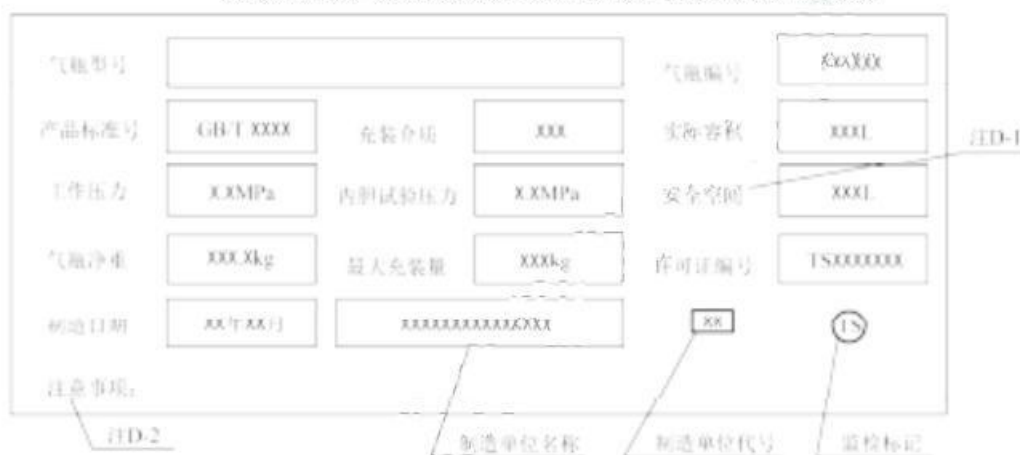 气瓶型号 气瓶编号 XXXXXX
产品标准号 GB/T XXXX 充装介质 XXX 实际容积 XXXL
注D-1
工作压力 X.XMPa 内胆试验压力 X.XMPa 安全空间 XXXL
气瓶净重 XXX.Xkg 最大充装量 XXXkg 许可证编号 TSXXXXXXX
制造日期 XX年XX月 XXXXXXXXXXXXXXX XX TS
注意事项:
注D-2 制造单位名称 制造单位代号 监检标记